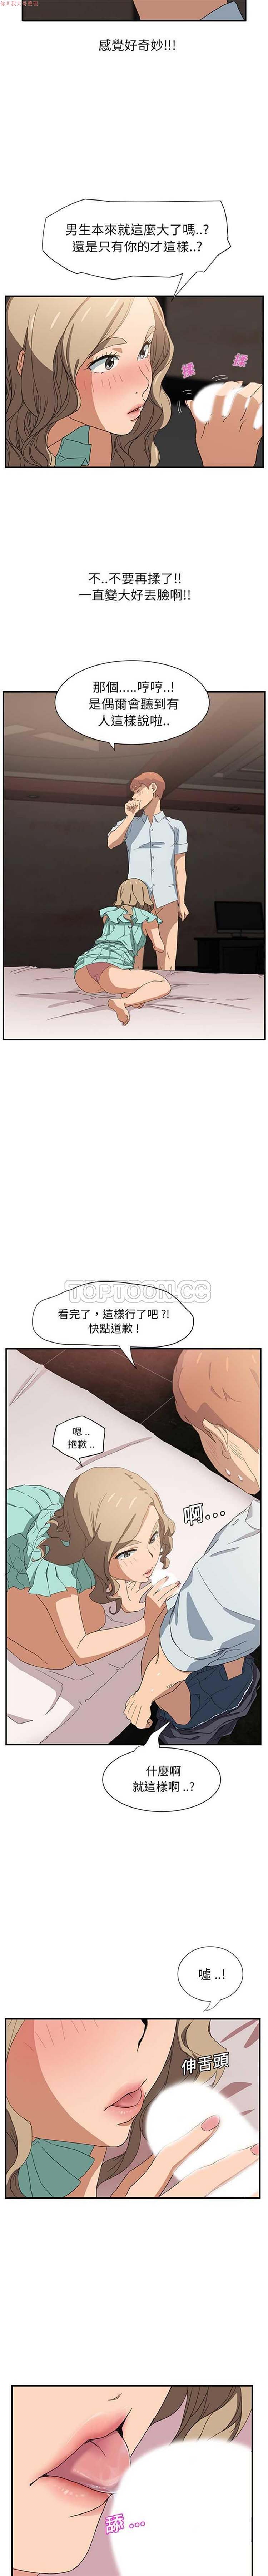 感覺好奇妙!!!
男生本來就這麼大了嗎..?
還是只有你的才這樣..?
揉
揉
不..不要再揉了!!
一直變大好丟臉啊!!
那個.....哼哼..!
是偶爾會聽到有
人這樣說啦..
TOPTOON.CC
看完了，這樣行了吧?!
快點道歉!
嗯..
抱歉..
啊...
什麼啊
就這樣啊..?
噓..!
伸舌頭
舔...